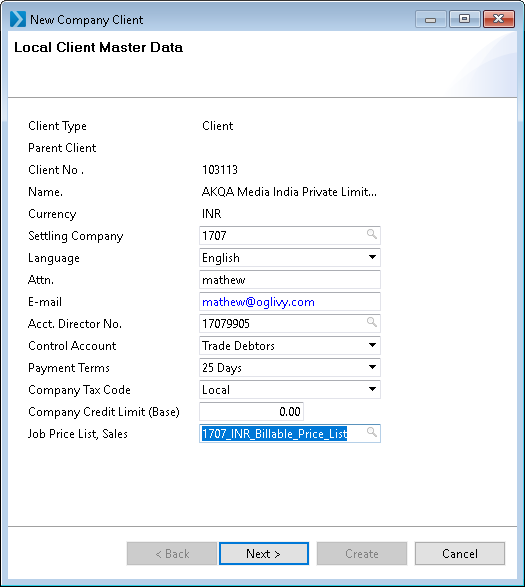 New Company Client
Local Client Master Data
Client Type Client
Parent Client
Client No . 103113
Name. AKQA Media India Private Limit...
Currency INR
Settling Company 1707
Language English
Attn. mathew
E-mail mathew@oglivy.com
Acct. Director No. 17079905
Control Account Trade Debtors
Payment Terms 25 Days
Company Tax Code Local
Company Credit Limit (Base) 0.00
Job Price List, Sales 1707_INR_Billable_Price_List
< Back Next > Create Cancel